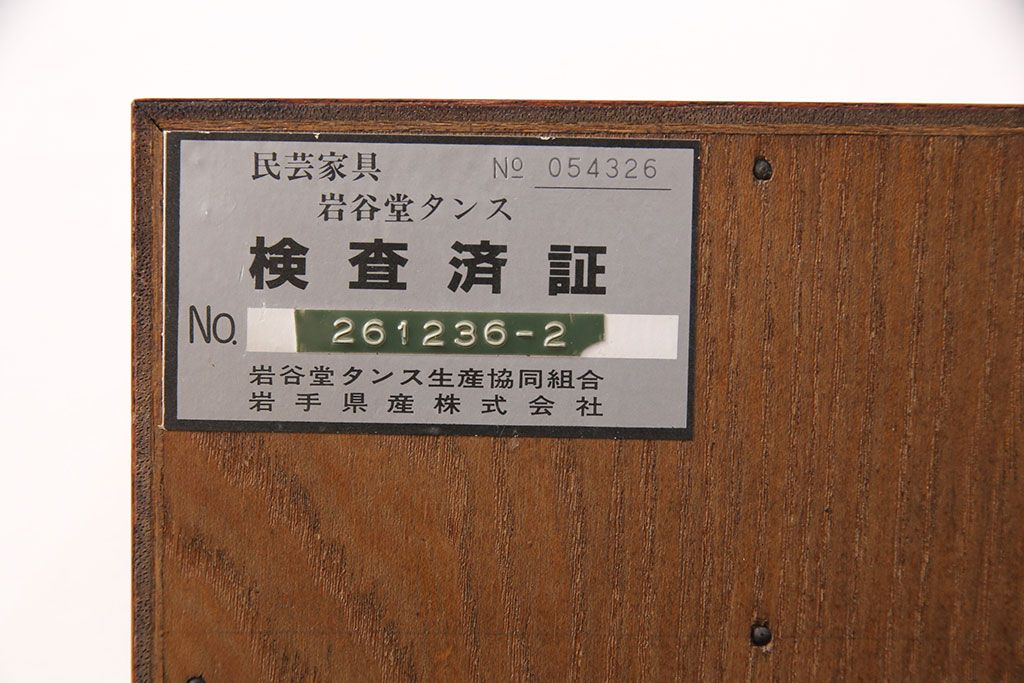 民芸家具 № 054326
岩谷堂タンス
検査済証
No. 261236-2
岩谷堂タンス生産協同組合
岩手県産株式会社